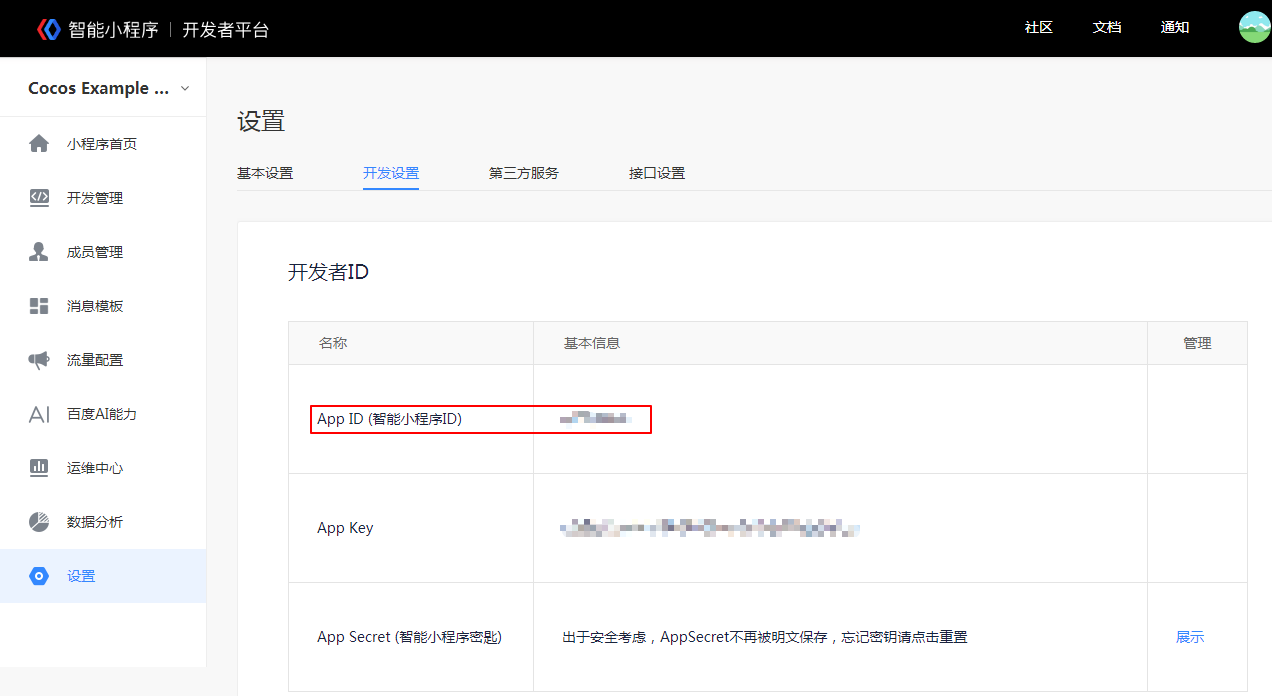 智能小程序 | 开发者平台
社区 文档 通知
Cocos Example ...
小程序首页
开发管理
成员管理
消息模板
流量配置
AI 百度AI能力
运维中心
数据分析
设置
设置
基本设置 开发设置 第三方服务 接口设置
开发者ID
名称 基本信息 管理
App ID (智能小程序ID)
App Key
App Secret (智能小程序密匙) 出于安全考虑，AppSecret不再被明文保存，忘记密钥请点击重置 展示